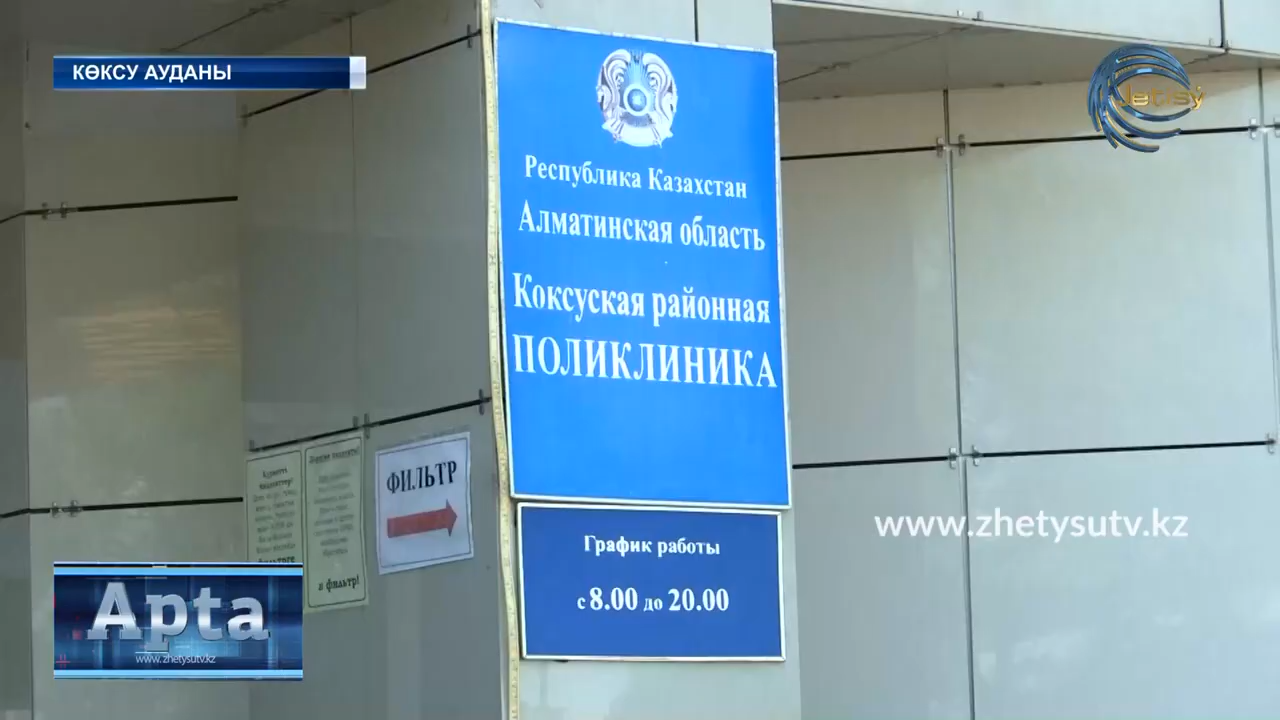 КӨКСУ АУДАНЫ
Jetisý
Республика Казахстан
Алматинская область
Коксуская районная
ПОЛИКЛИНИКА
ФИЛЬТР
и фильтр!
График работы
с 8.00 до 20.00
www.zhetysutv.kz
Apta
www.zhetysutv.kz